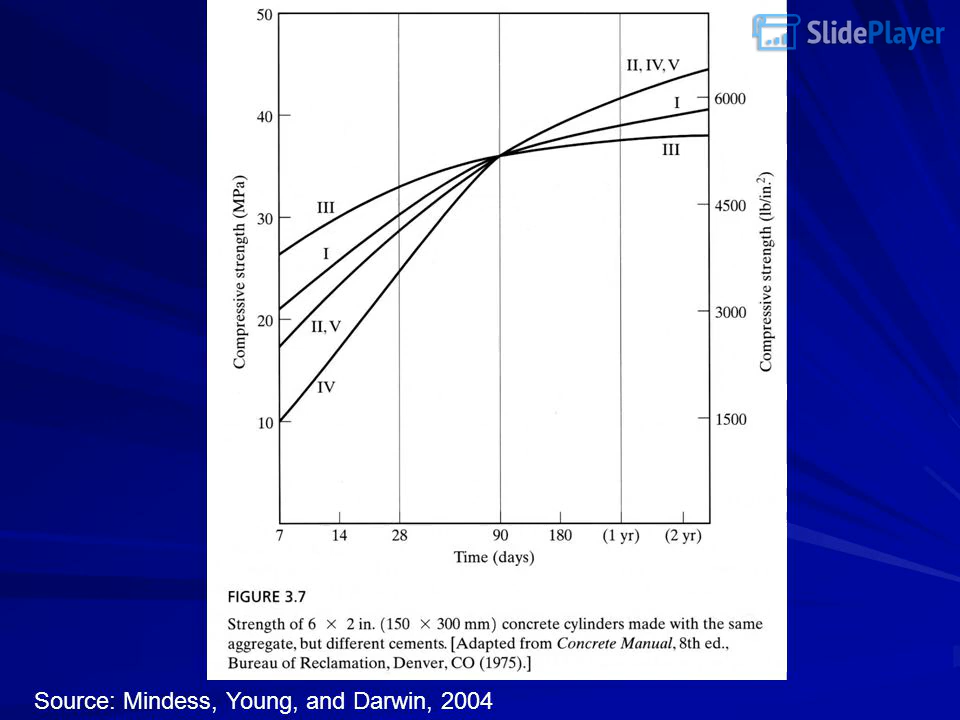 SlidePlayer
50
II, IV, V
6000
I
40
III
Compressive strength (MPa)
Compressive strength (lb/in.²)
III
4500
30
I
20
3000
II, V
IV
10
1500
7 14 28 90 180 (1 yr) (2 yr)
Time (days)
FIGURE 3.7
Strength of 6 × 2 in. (150 × 300 mm) concrete cylinders made with the same
aggregate, but different cements. [Adapted from Concrete Manual, 8th ed.,
Bureau of Reclamation, Denver, CO (1975).]
Source: Mindess, Young, and Darwin, 2004